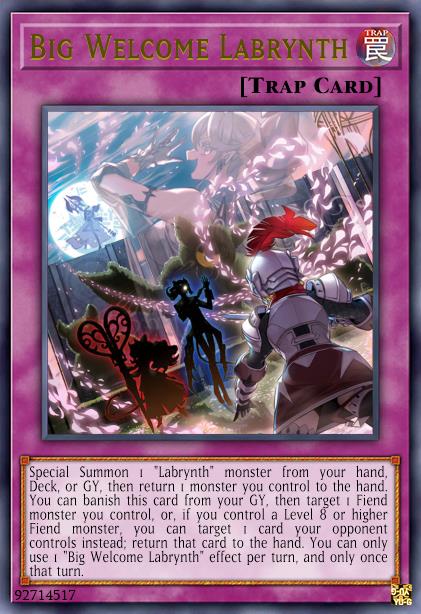 BIG WELCOME LABRYNTH
TRAP
罠
[TRAP CARD]
Special Summon 1 "Labrynth" monster from your hand,
Deck, or GY, then return 1 monster you control to the hand.
You can banish this card from your GY, then target 1 Fiend
monster you control, or, if you control a Level 8 or higher
Fiend monster, you can target 1 card your opponent
controls instead; return that card to the hand. You can only
use 1 "Big Welcome Labrynth" effect per turn, and only once
that turn.
92714517